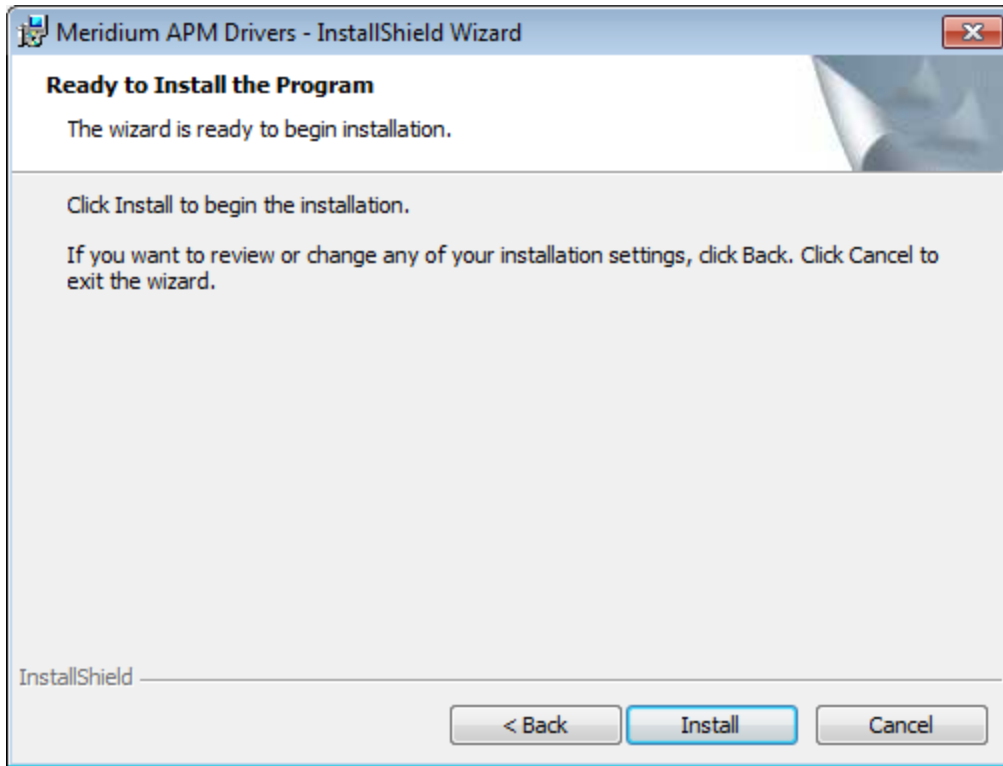 Meridium APM Drivers - InstallShield Wizard
Ready to Install the Program
The wizard is ready to begin installation.
Click Install to begin the installation.
If you want to review or change any of your installation settings, click Back. Click Cancel to
exit the wizard.
InstallShield
< Back
Install
Cancel